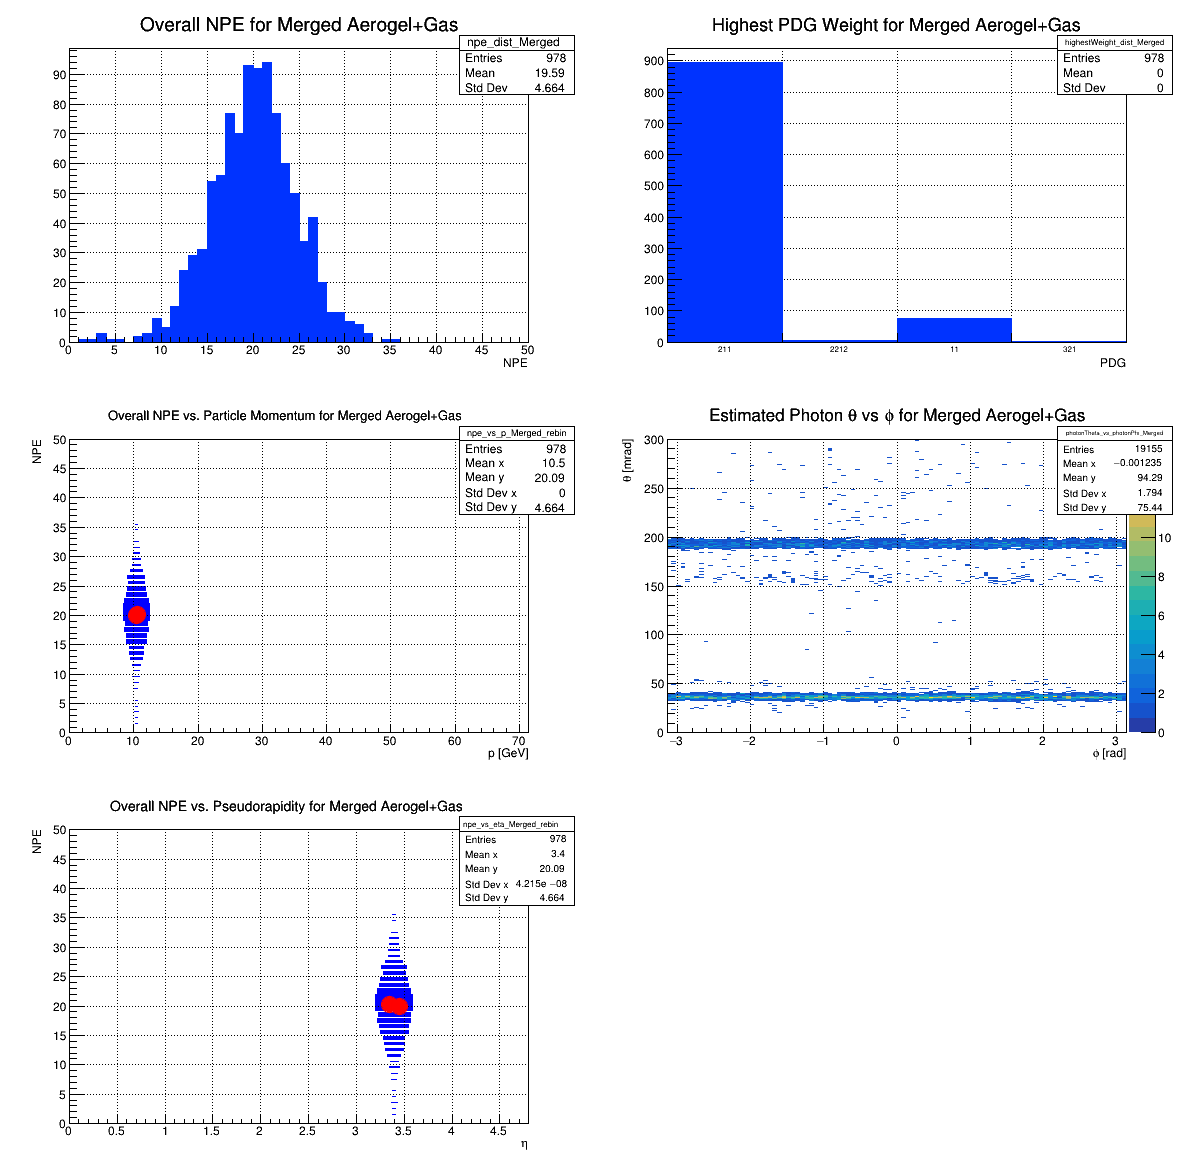 Overall NPE for Merged Aerogel+Gas
npe_dist_Merged
Entries 978
Mean 19.59
Std Dev 4.664
90
80
70
60
50
40
30
20
10
0
0 5 10 15 20 25 30 35 40 45 50
NPE
Highest PDG Weight for Merged Aerogel+Gas
highestWeight_dist_Merged
Entries 978
Mean 0
Std Dev 0
900
800
700
600
500
400
300
200
100
0
211 2212 11 321
PDG
Overall NPE vs. Particle Momentum for Merged Aerogel+Gas
npe_vs_p_Merged_rebin
Entries 978
Mean x 10.5
Mean y 20.09
Std Dev x 0
Std Dev y 4.664
NPE
50
45
40
35
30
25
20
15
10
5
0
0 10 20 30 40 50 60 70
p [GeV]
Estimated Photon θ vs ϕ for Merged Aerogel+Gas
photonTheta_vs_photonPhi_Merged
Entries 19155
Mean x −0.001235
Mean y 94.29
Std Dev x 1.794
Std Dev y 75.44
θ [mrad]
300
250
200
150
100
50
0
−3 −2 −1 0 1 2 3
ϕ [rad]
10
8
6
4
2
0
Overall NPE vs. Pseudorapidity for Merged Aerogel+Gas
npe_vs_eta_Merged_rebin
Entries 978
Mean x 3.4
Mean y 20.09
Std Dev x 4.215e −08
Std Dev y 4.664
NPE
50
45
40
35
30
25
20
15
10
5
0
0 0.5 1 1.5 2 2.5 3 3.5 4 4.5
η